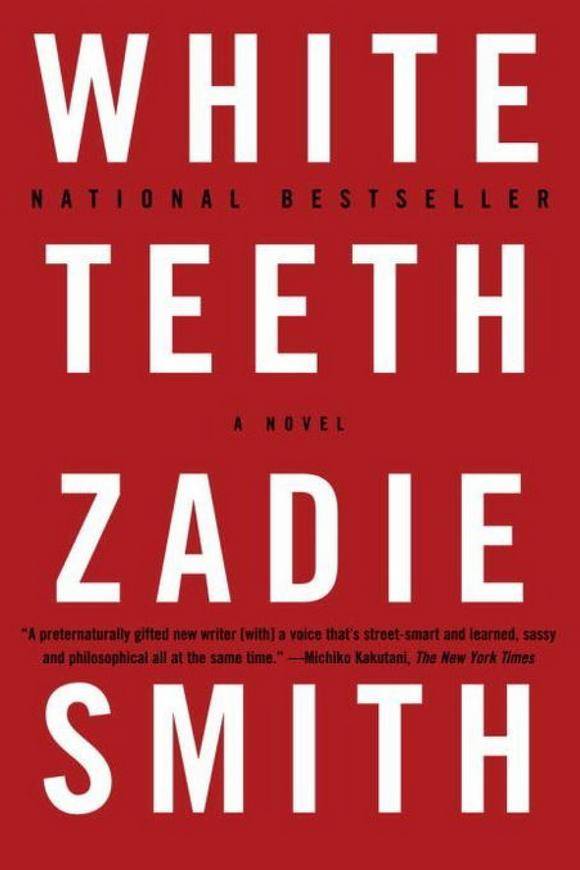 WHITE
NATIONAL BESTSELLER
TEETH
A NOVEL
ZADIE
"A preternaturally gifted new writer [with] a voice that's street-smart and learned, sassy
and philosophical all at the same time." —Michiko Kakutani, The New York Times
SMITH